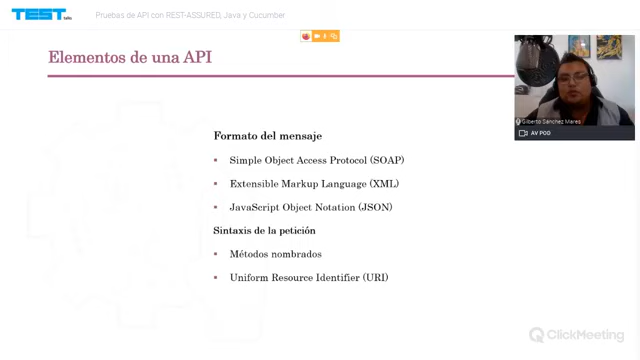 TEST
talks
Pruebas de API con REST-ASSURED, Java y Cucumber
Elementos de una API
Formato del mensaje
Simple Object Access Protocol (SOAP)
Extensible Markup Language (XML)
JavaScript Object Notation (JSON)
Sintaxis de la petición
Métodos nombrados
Uniform Resource Identifier (URI)
Gilberto Sánchez Mares
AV POD
ClickMeeting